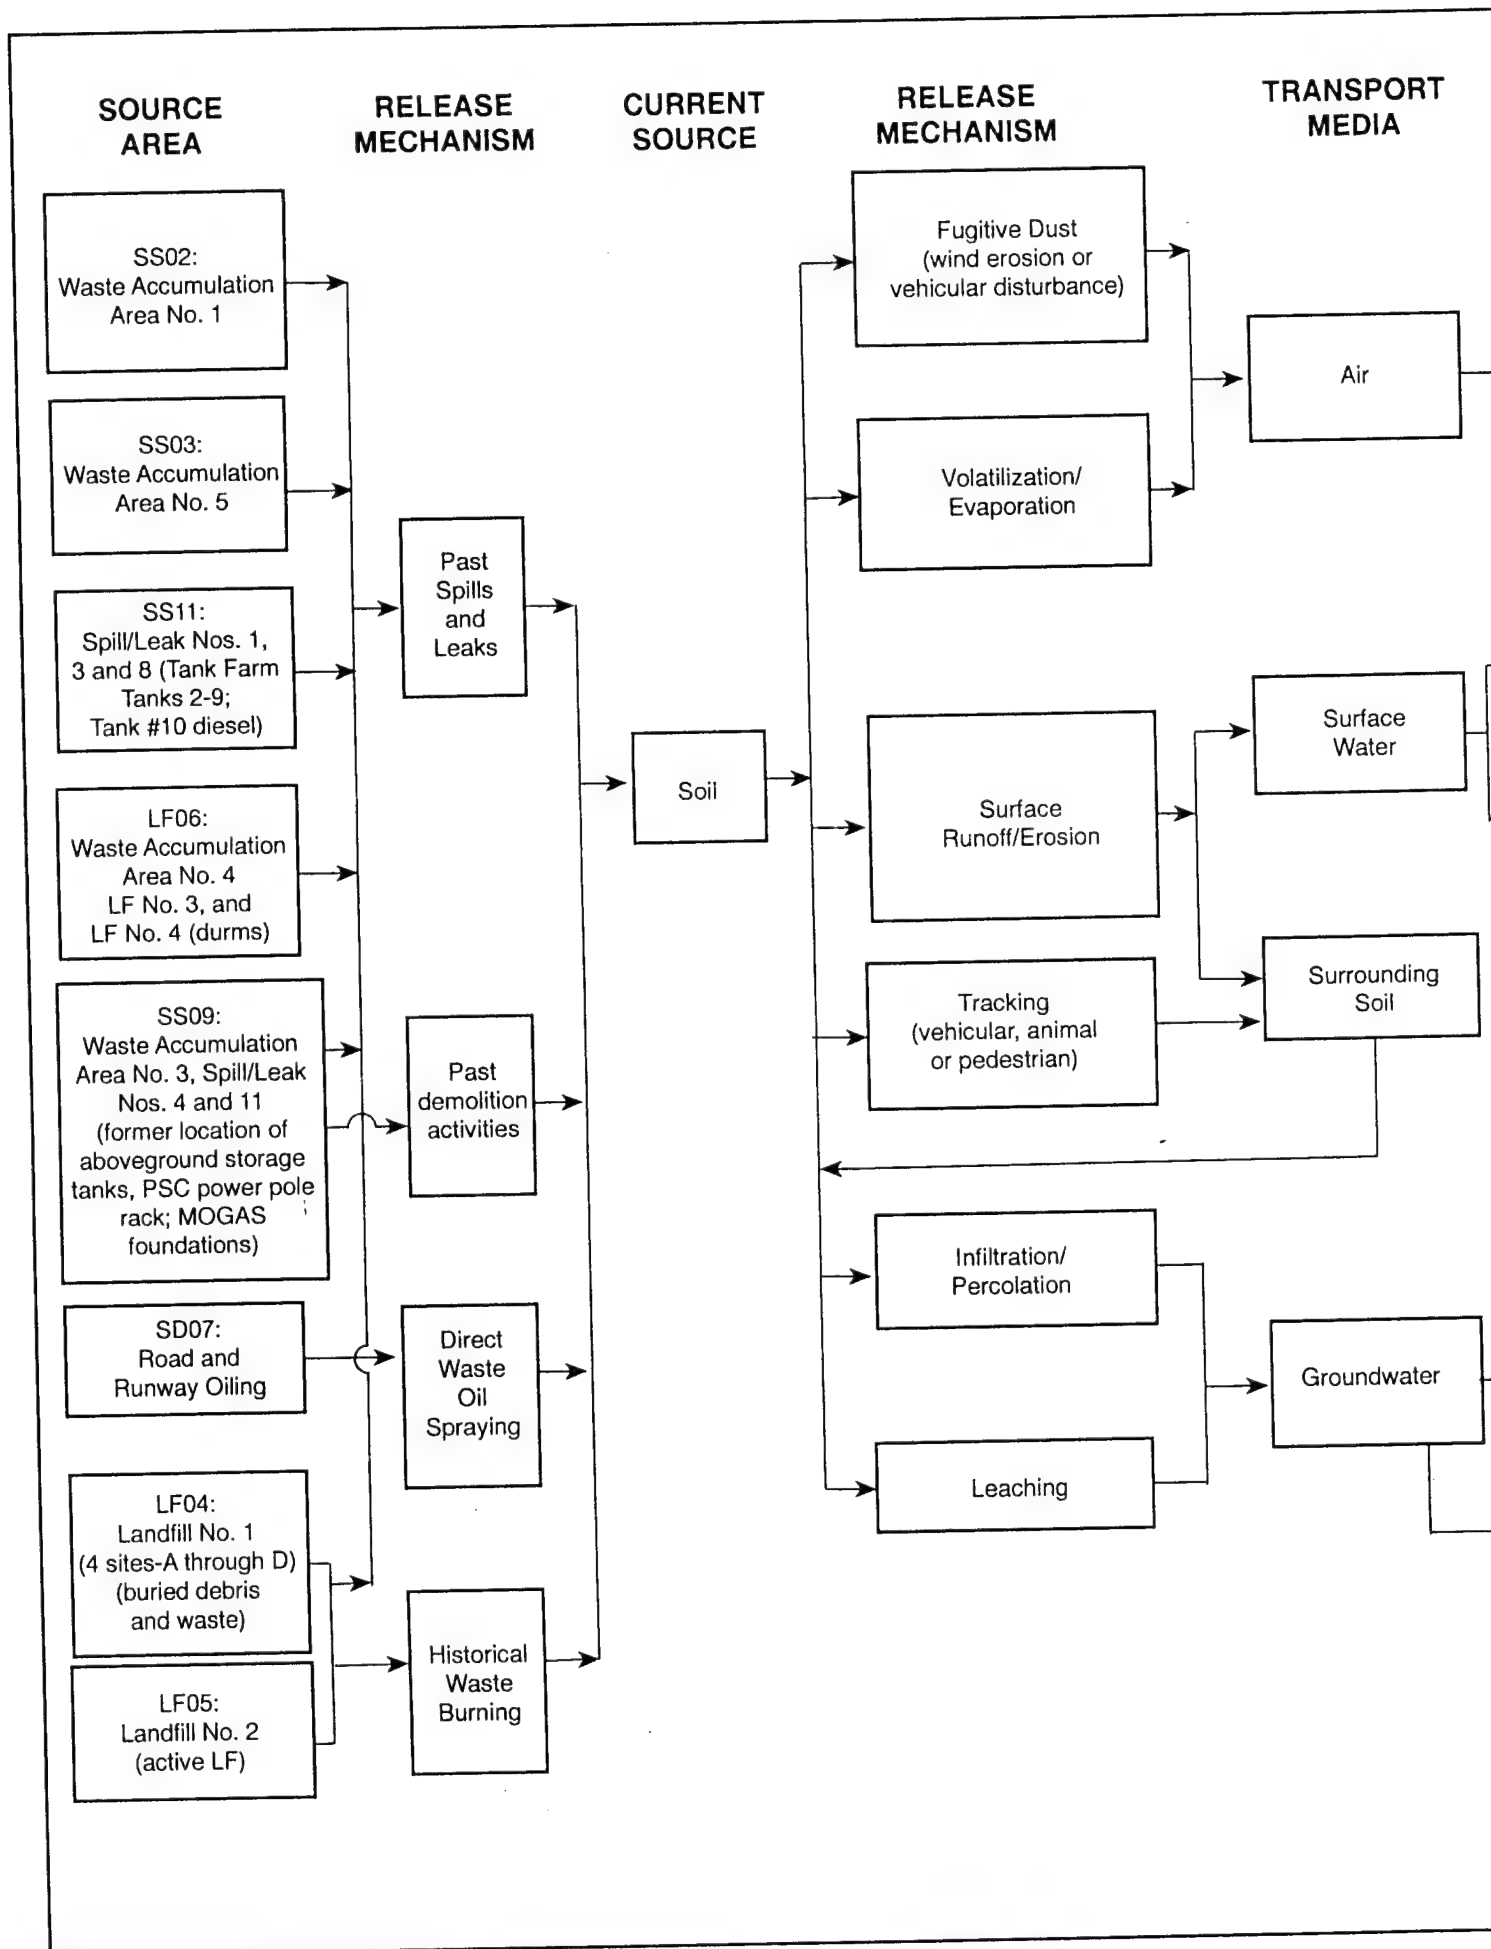 SOURCE
AREA
RELEASE
MECHANISM
CURRENT
SOURCE
RELEASE
MECHANISM
TRANSPORT
MEDIA
SS02:
Waste Accumulation
Area No. 1
SS03:
Waste Accumulation
Area No. 5
SS11:
Spill/Leak Nos. 1,
3 and 8 (Tank Farm
Tanks 2-9;
Tank #10 diesel)
LF06:
Waste Accumulation
Area No. 4
LF No. 3, and
LF No. 4 (durms)
SS09:
Waste Accumulation
Area No. 3, Spill/Leak
Nos. 4 and 11
(former location of
aboveground storage
tanks, PSC power pole
rack; MOGAS
foundations)
SD07:
Road and
Runway Oiling
LF04:
Landfill No. 1
(4 sites-A through D)
(buried debris
and waste)
LF05:
Landfill No. 2
(active LF)
Past
Spills
and
Leaks
Past
demolition
activities
Direct
Waste
Oil
Spraying
Historical
Waste
Burning
Soil
Fugitive Dust
(wind erosion or
vehicular disturbance)
Volatilization/
Evaporation
Surface
Runoff/Erosion
Tracking
(vehicular, animal
or pedestrian)
Infiltration/
Percolation
Leaching
Air
Surface
Water
Surrounding
Soil
Groundwater